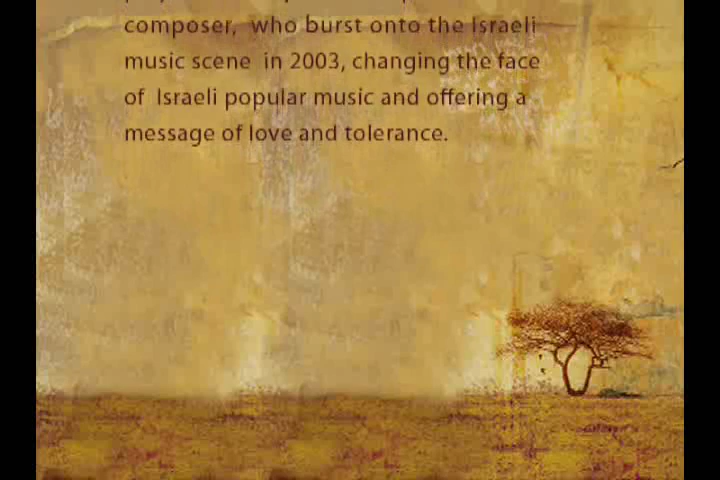 composer, who burst onto the Israeli
music scene in 2003, changing the face
of Israeli popular music and offering a
message of love and tolerance.